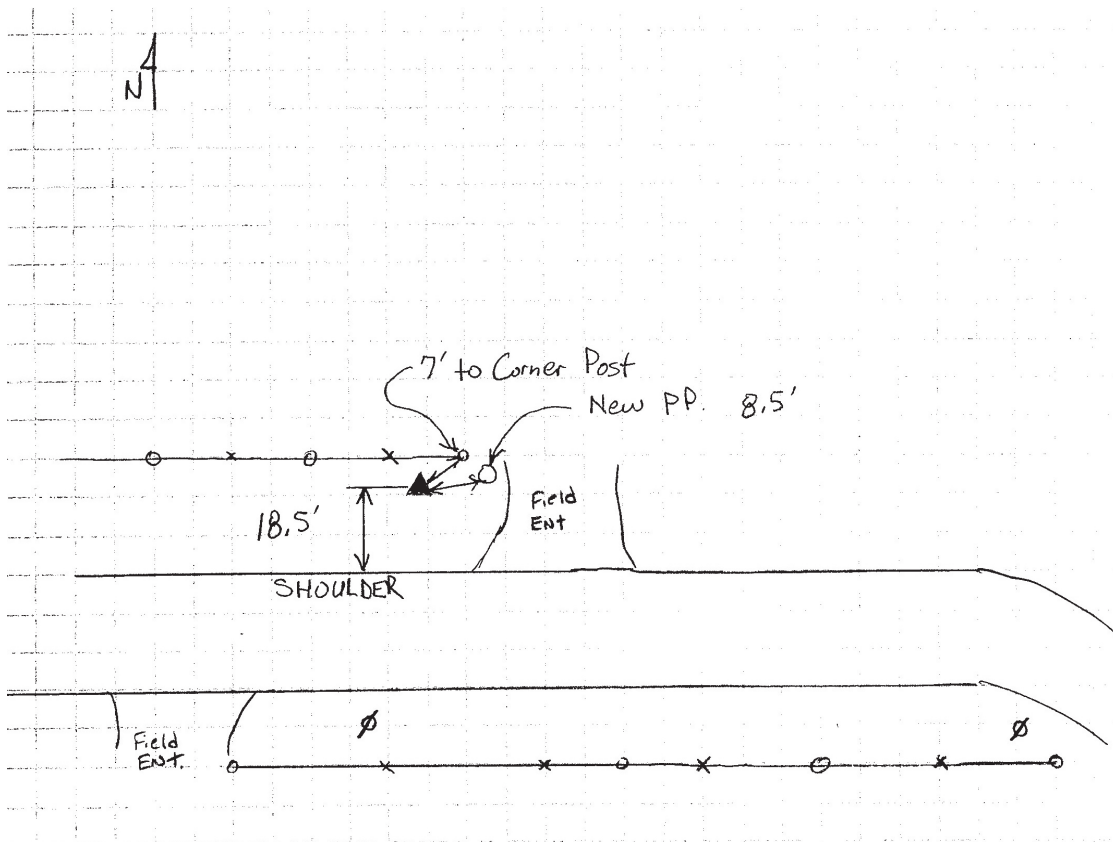 N
7' to Corner Post
New PP. 8.5'
Field
Ent
18.5'
SHOULDER
Field
Ent.